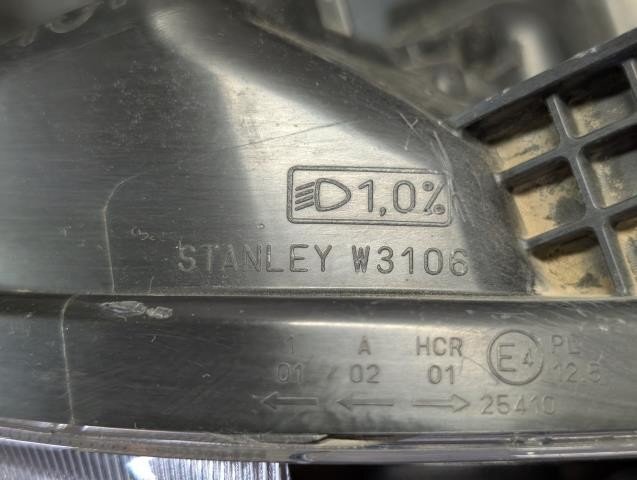 1,0%
STANLEY W3106
1 A HCR E4 PL
01 02 01 12.5
25410